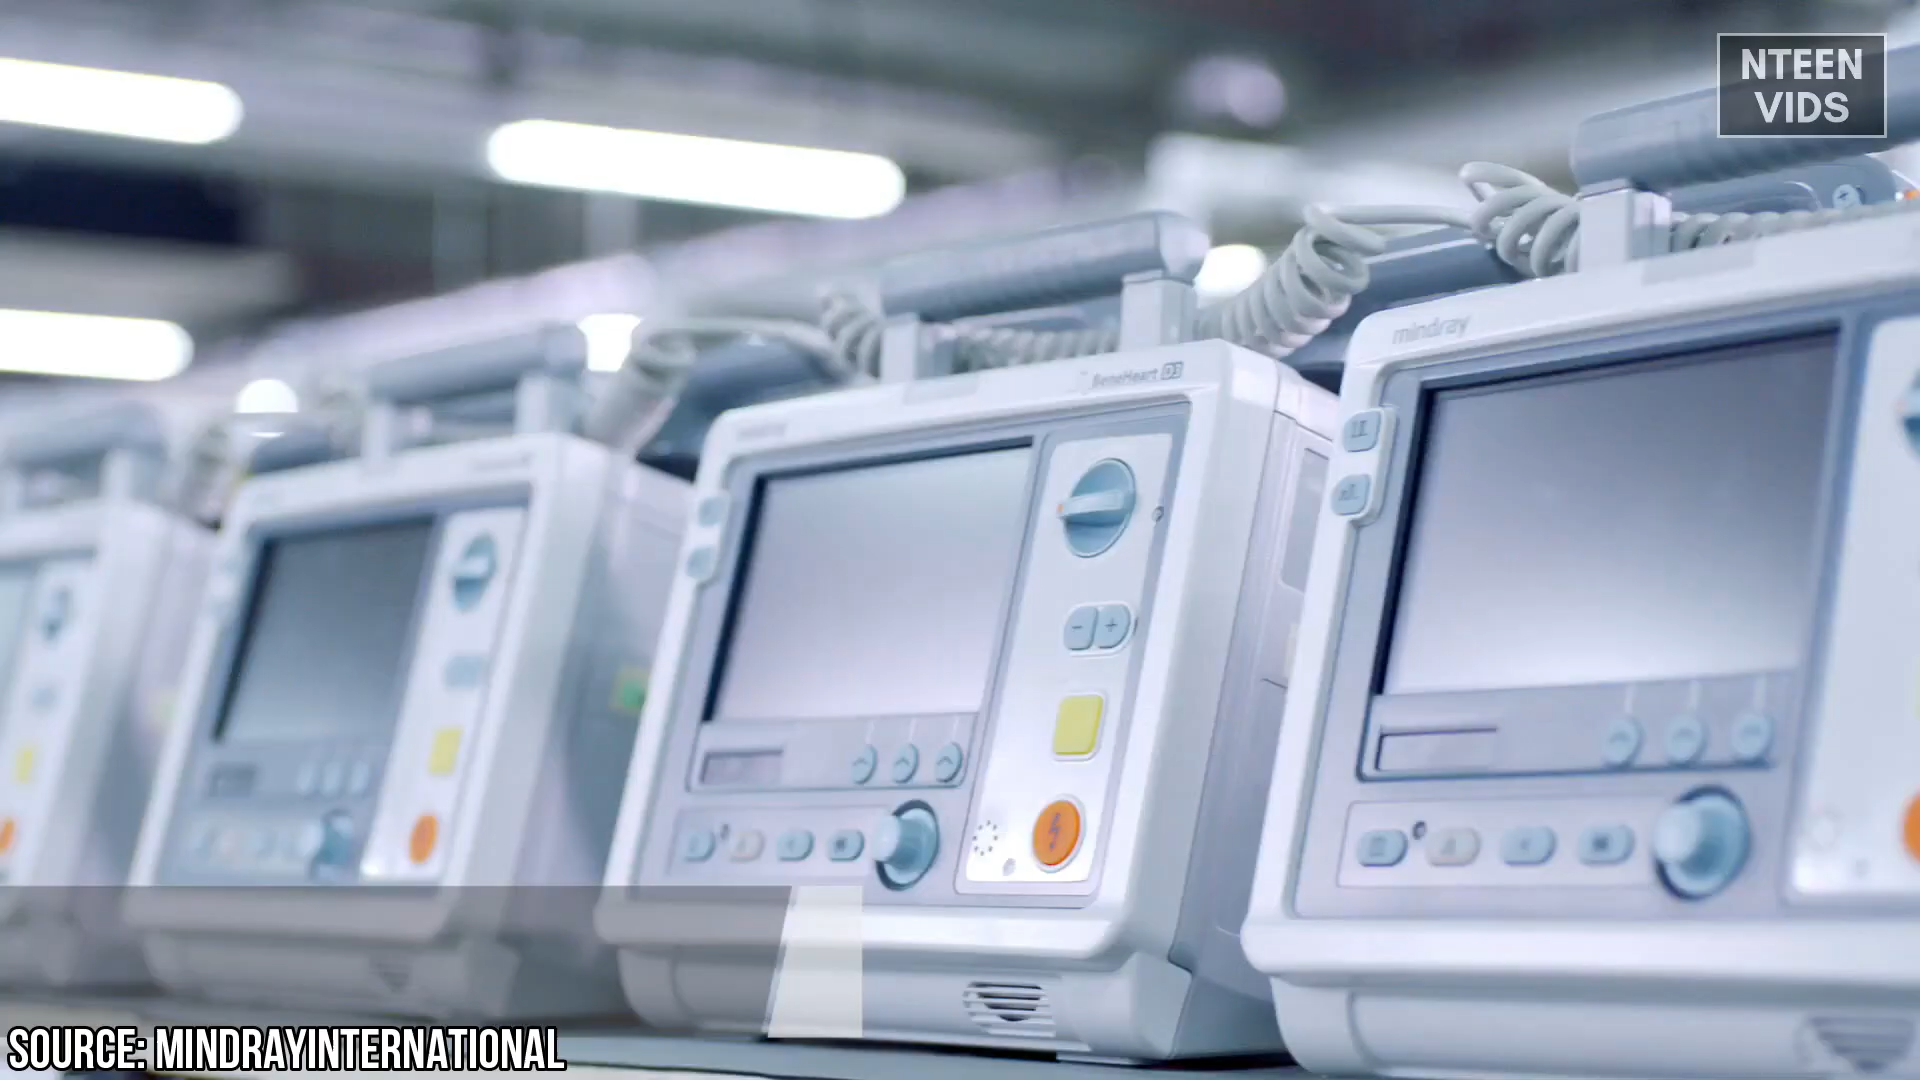 NTEEN
VIDS
mindray
BeneHeart D3
SOURCE: MINDRAYINTERNATIONAL